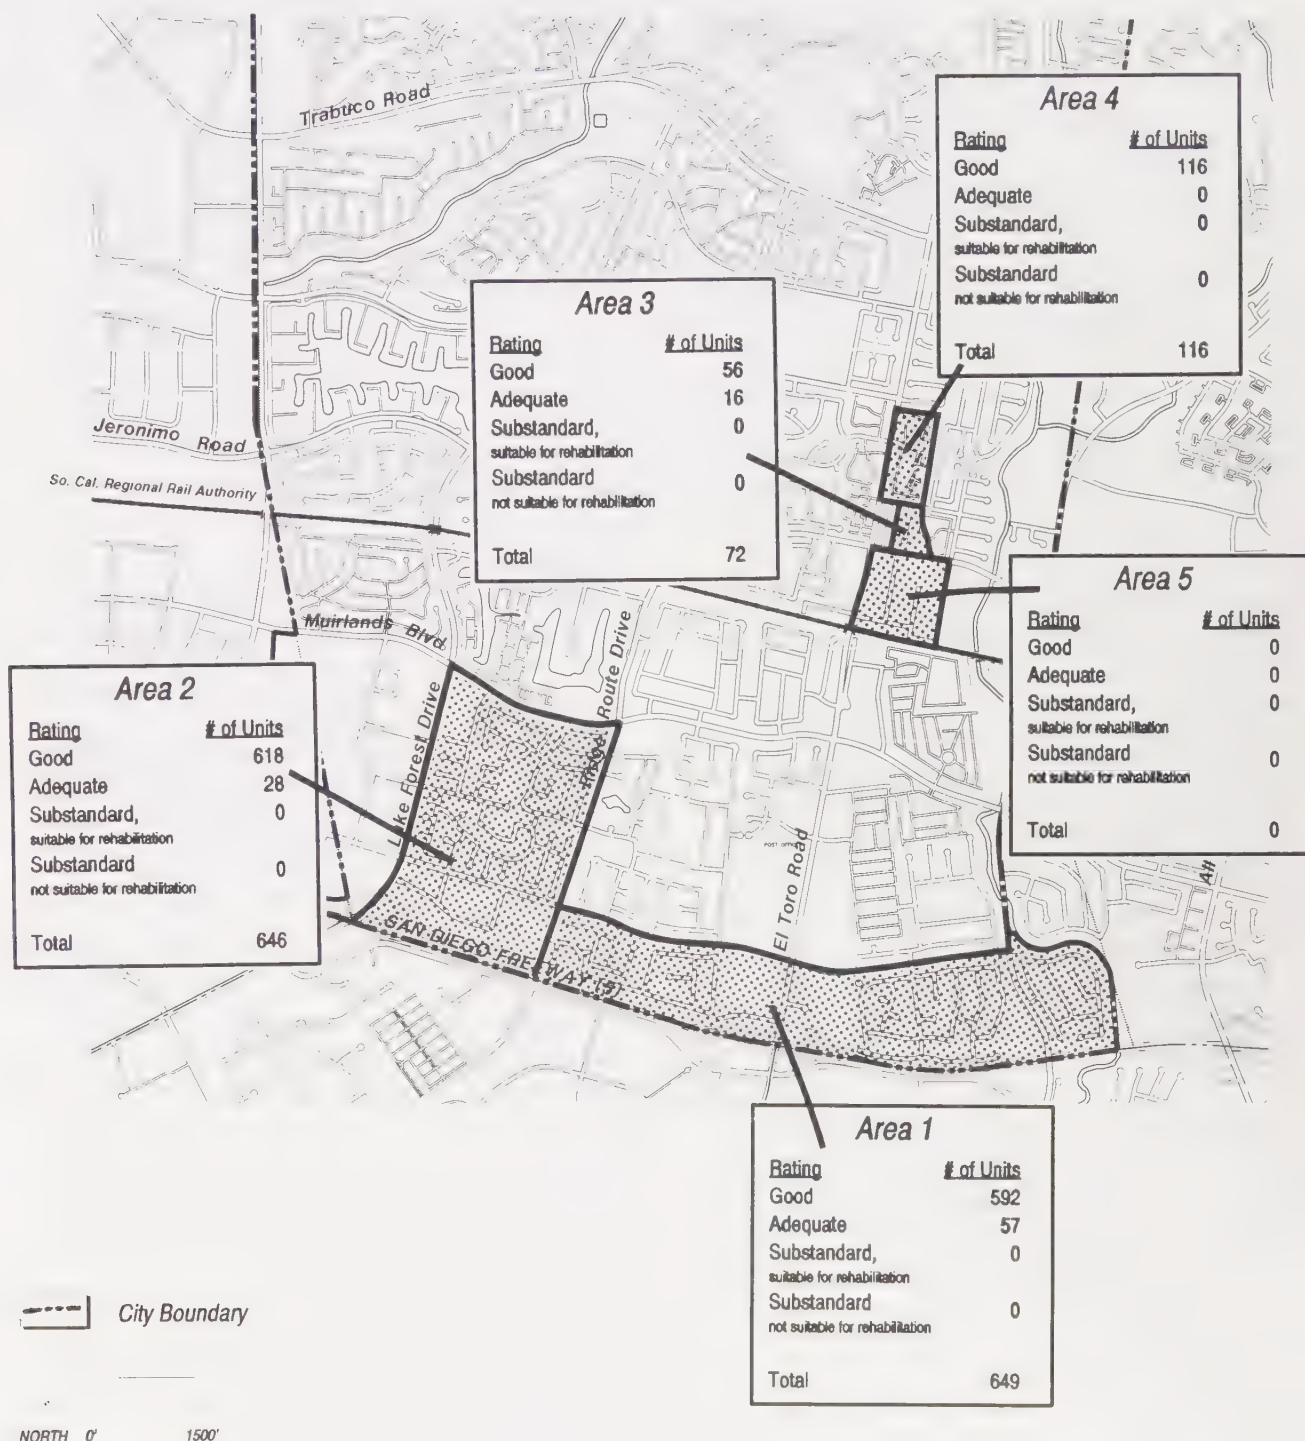 Trabuco Road
Area 4
Rating # of Units
Good 116
Adequate 0
Substandard, 0
suitable for rehabilitation
Substandard 0
not suitable for rehabilitation
Total 116
Area 3
Rating # of Units
Good 56
Adequate 16
Substandard, 0
suitable for rehabilitation
Substandard 0
not suitable for rehabilitation
Total 72
Jeronimo Road
So. Cal. Regional Rail Authority
Area 5
Rating # of Units
Good 0
Adequate 0
Substandard, 0
suitable for rehabilitation
Substandard 0
not suitable for rehabilitation
Total 0
Muirlands Blvd
Ridge Route Drive
Lake Forest Drive
Area 2
Rating # of Units
Good 618
Adequate 28
Substandard, 0
suitable for rehabilitation
Substandard 0
not suitable for rehabilitation
Total 646
POST OFFICE
El Toro Road
SAN DIEGO FREEWAY (5)
Area 1
Rating # of Units
Good 592
Adequate 57
Substandard, 0
suitable for rehabilitation
Substandard 0
not suitable for rehabilitation
Total 649
City Boundary
NORTH 0' 1500'